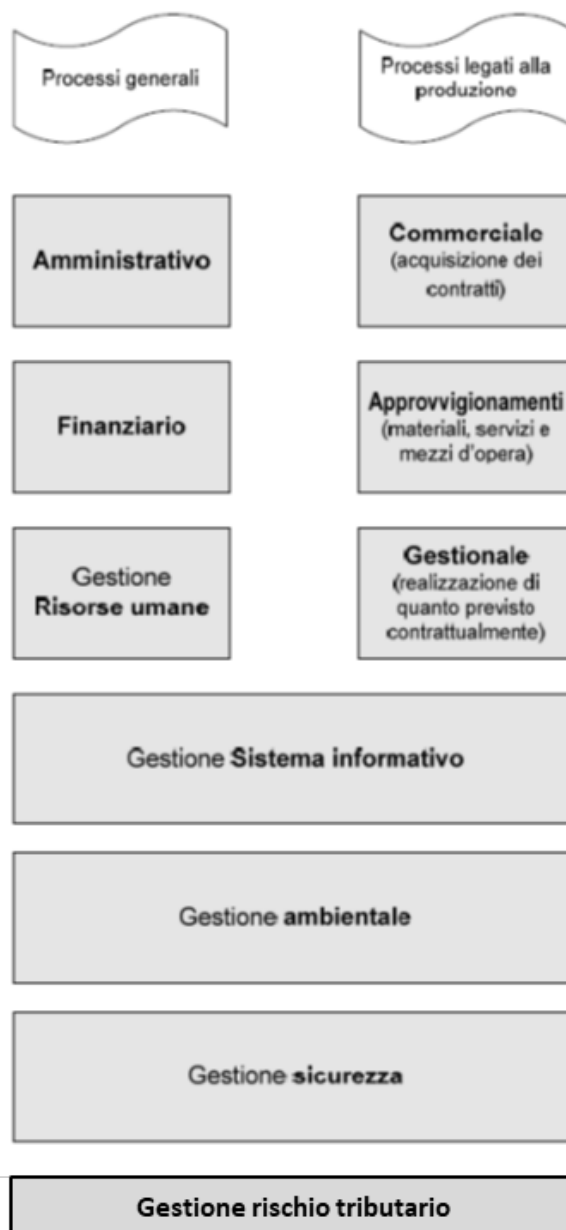 Processi generali
Processi legati alla
produzione
Amministrativo
Commerciale
(acquisizione dei
contratti)
Finanziario
Approvvigionamenti
(materiali, servizi e
mezzi d'opera)
Gestione
Risorse umane
Gestionale
(realizzazione di
quanto previsto
contrattualmente)
Gestione Sistema informativo
Gestione ambientale
Gestione sicurezza
Gestione rischio tributario